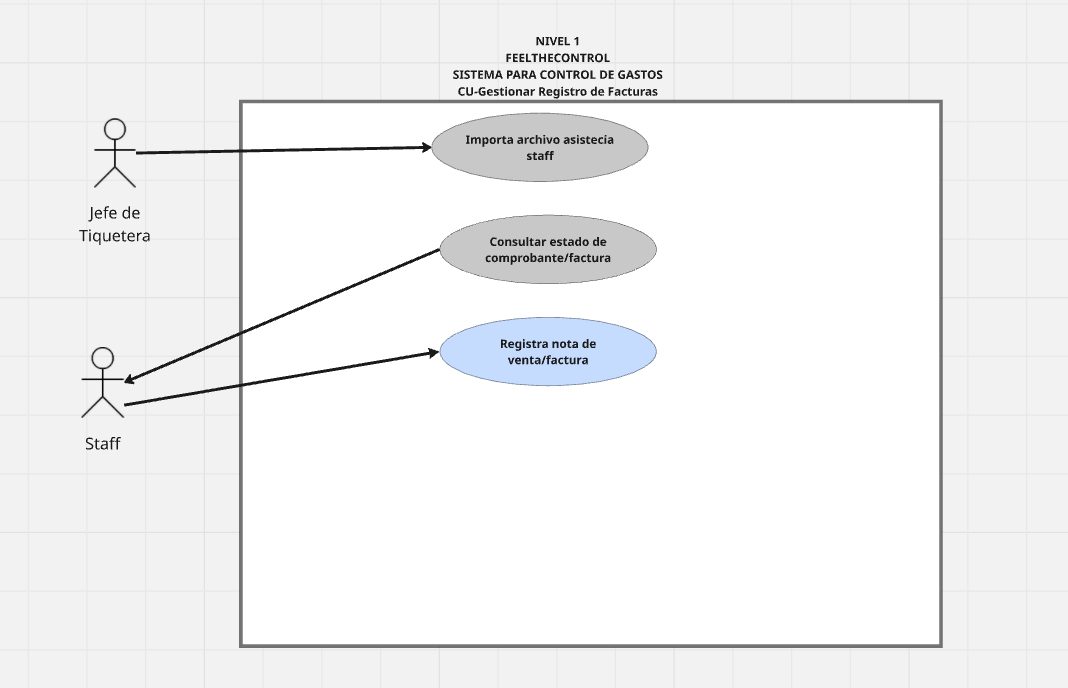 NIVEL 1
FEELTHECONTROL
SISTEMA PARA CONTROL DE GASTOS
CU-Gestionar Registro de Facturas
Importa archivo asistecia
staff
Jefe de
Tiquetera
Consultar estado de
comprobante/factura
Registra nota de
venta/factura
Staff